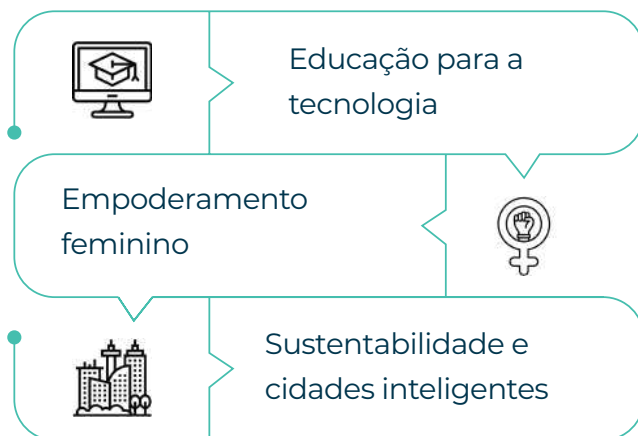 Educação para a
tecnologia
Empoderamento
feminino
Sustentabilidade e
cidades inteligentes